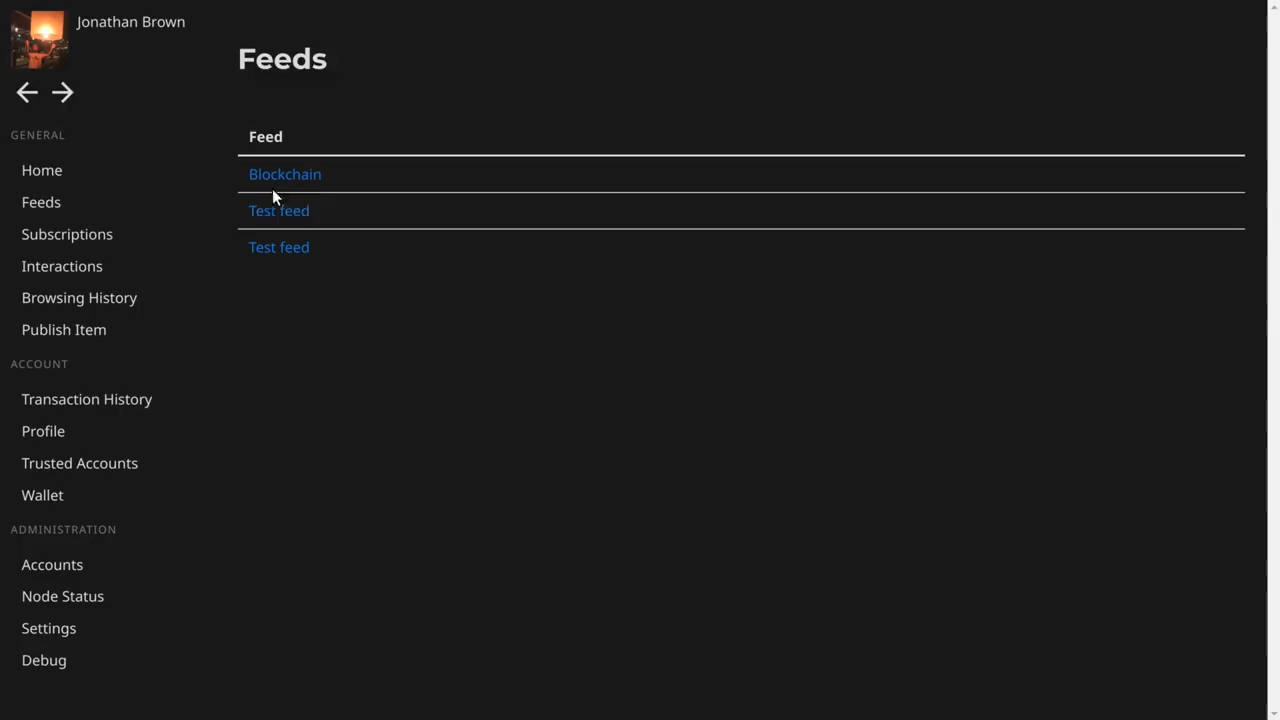 Jonathan Brown
GENERAL
Home
Feeds
Subscriptions
Interactions
Browsing History
Publish Item
ACCOUNT
Transaction History
Profile
Trusted Accounts
Wallet
ADMINISTRATION
Accounts
Node Status
Settings
Debug
Feeds
Feed
Blockchain
Test feed
Test feed